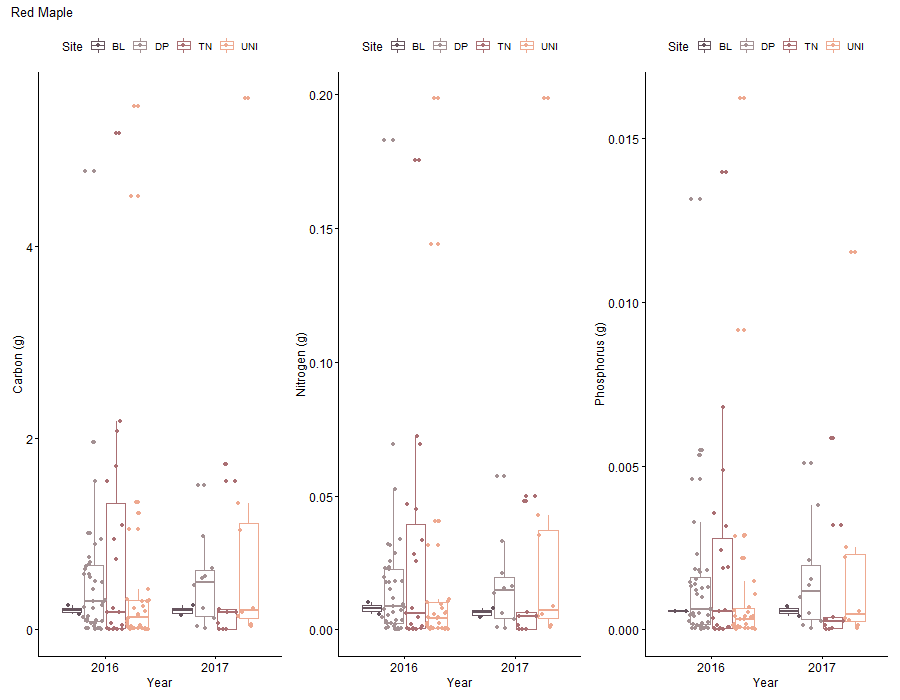 Red Maple
Site BL DP TN UNI
Site BL DP TN UNI
Site BL DP TN UNI
Carbon (g)
4
2
0
2016 2017
Year
Nitrogen (g)
0.20
0.15
0.10
0.05
0.00
2016 2017
Year
Phosphorus (g)
0.015
0.010
0.005
0.000
2016 2017
Year